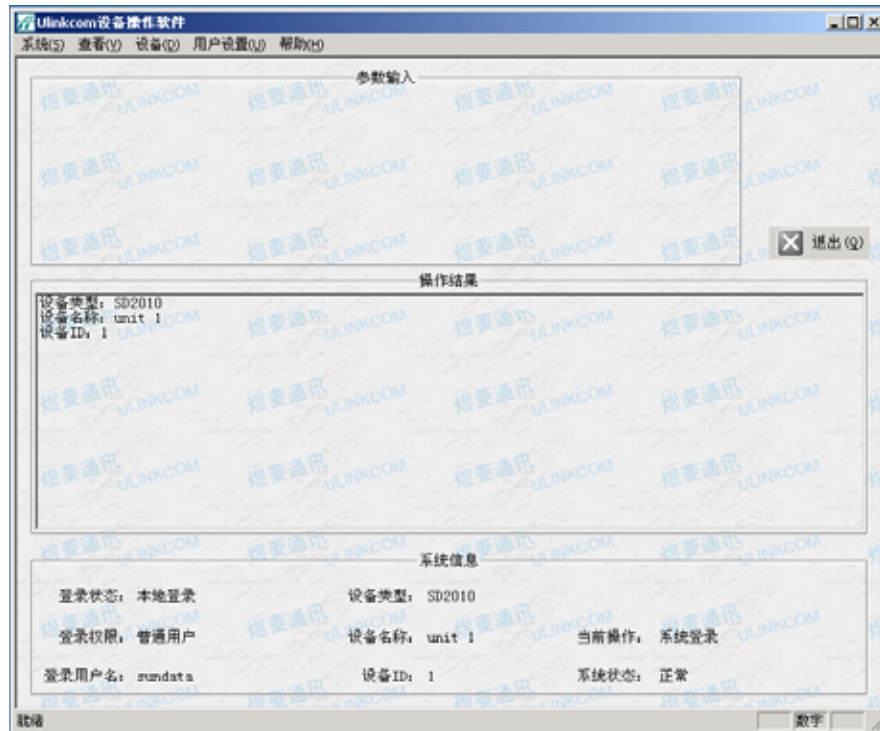 Ulinkcom设备操作软件
系统(S) 查看(V) 设备(D) 用户设置(U) 帮助(H)
参数输入
退出(Q)
操作结果
设备类型: SD2010
设备名称: unit 1
设备ID: 1
系统信息
登录状态: 本地登录 设备类型: SD2010
登录权限: 普通用户 设备名称: unit 1 当前操作: 系统登录
登录用户名: sundata 设备ID: 1 系统状态: 正常
就绪 数字
煜菱通讯 ULINKCOM